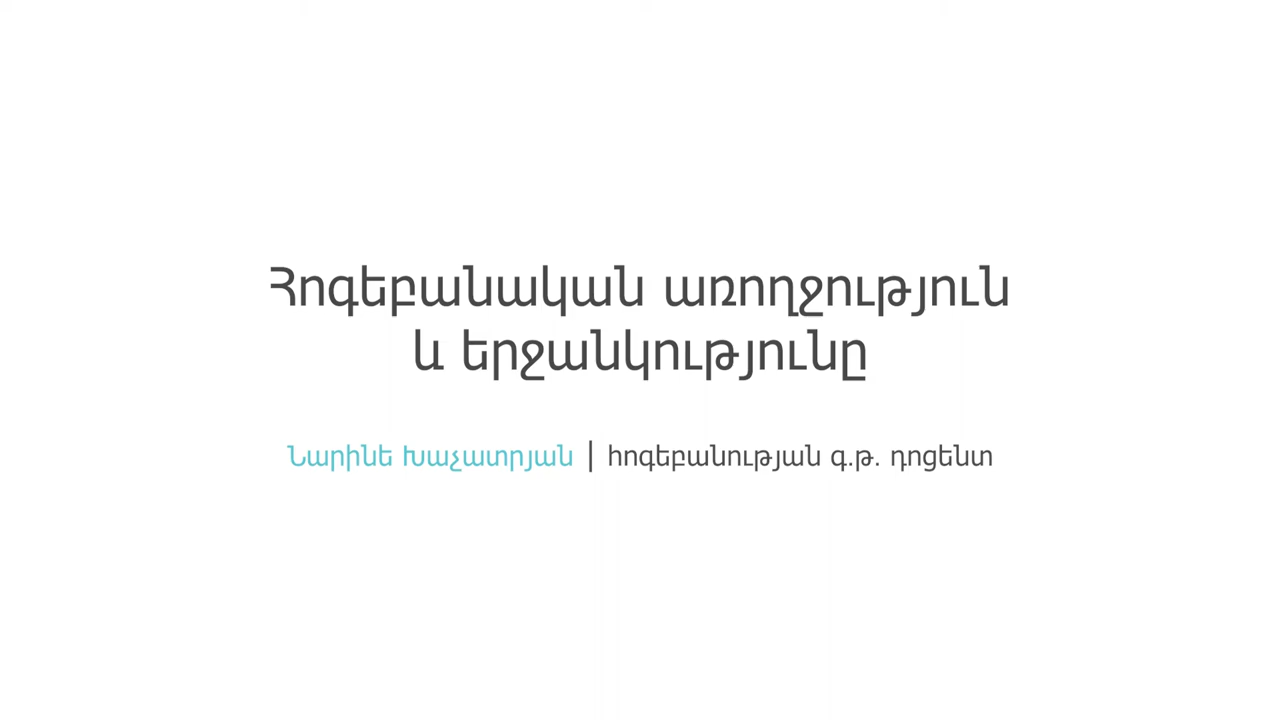 Հոգեբանական առողջություն
և երջանկությունը
Նարինե Խաչատրյան | հոգեբանության գ.թ. դոցենտ